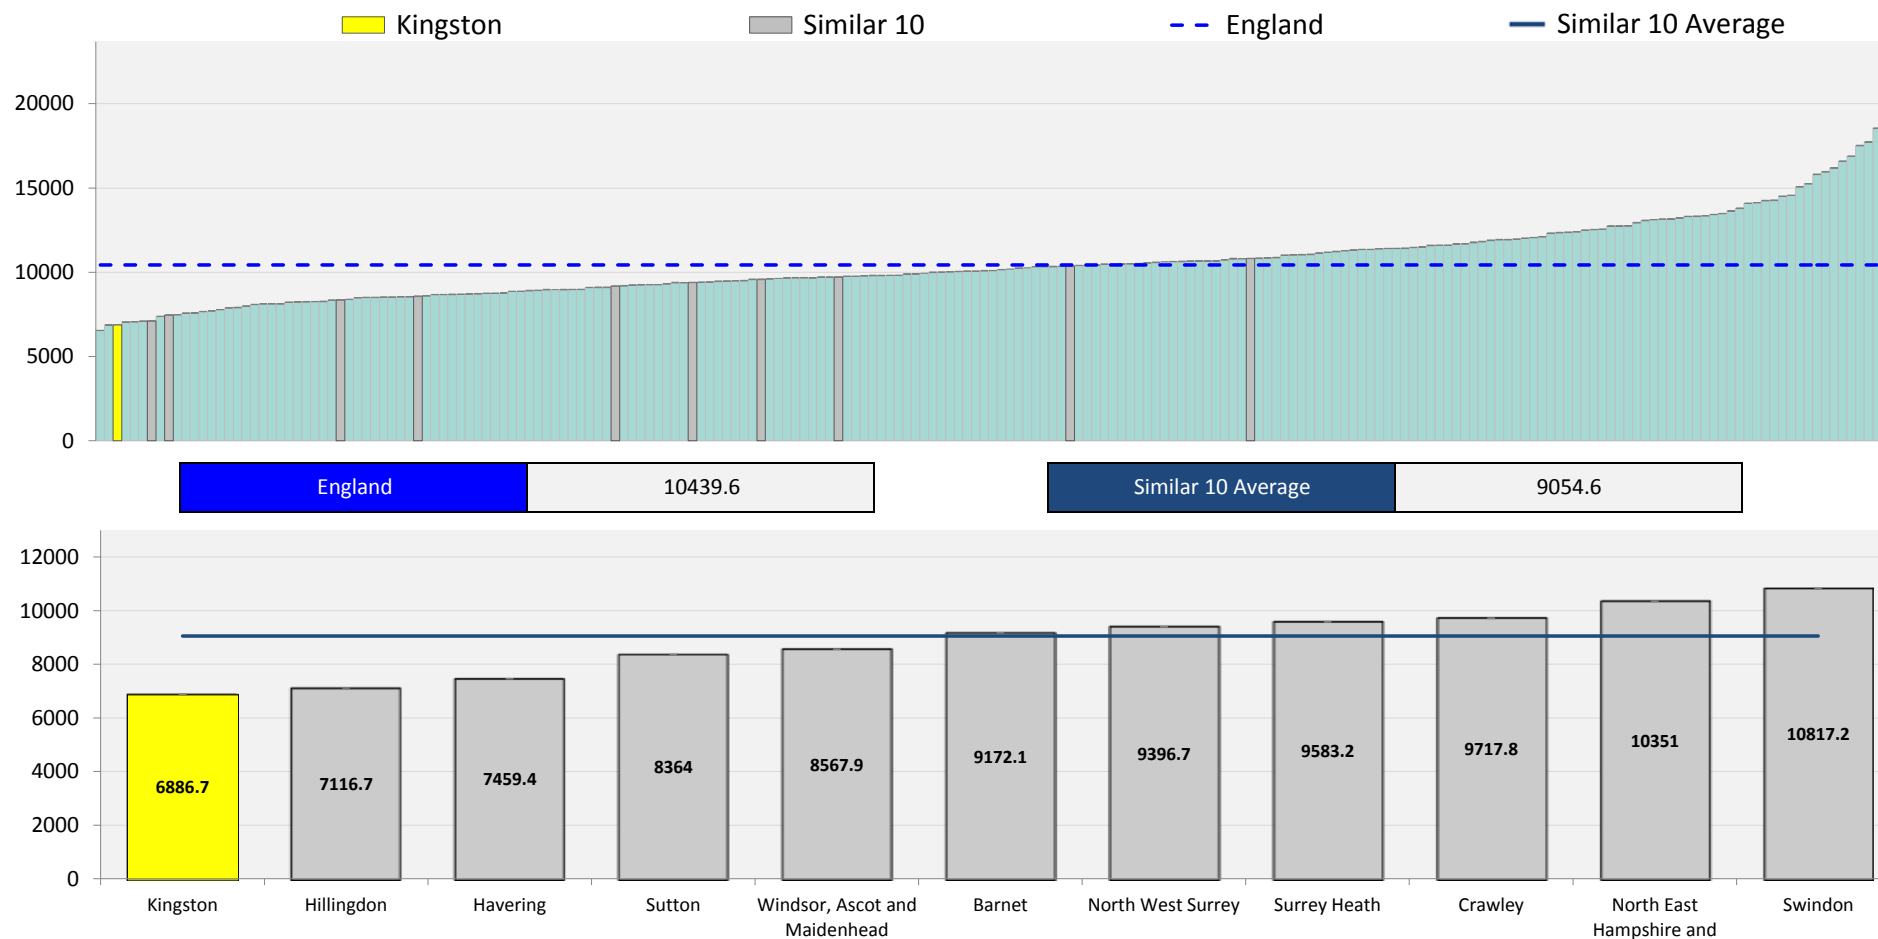 Kingston Similar 10 England Similar 10 Average
20000
15000
10000
5000
0
England 10439.6 Similar 10 Average 9054.6
12000
10000
8000
6000
4000
2000
0
6886.7 7116.7 7459.4 8364 8567.9 9172.1 9396.7 9583.2 9717.8 10351 10817.2
Kingston Hillingdon Havering Sutton Windsor, Ascot and Barnet North West Surrey Surrey Heath Crawley North East Swindon
Maidenhead Hampshire and